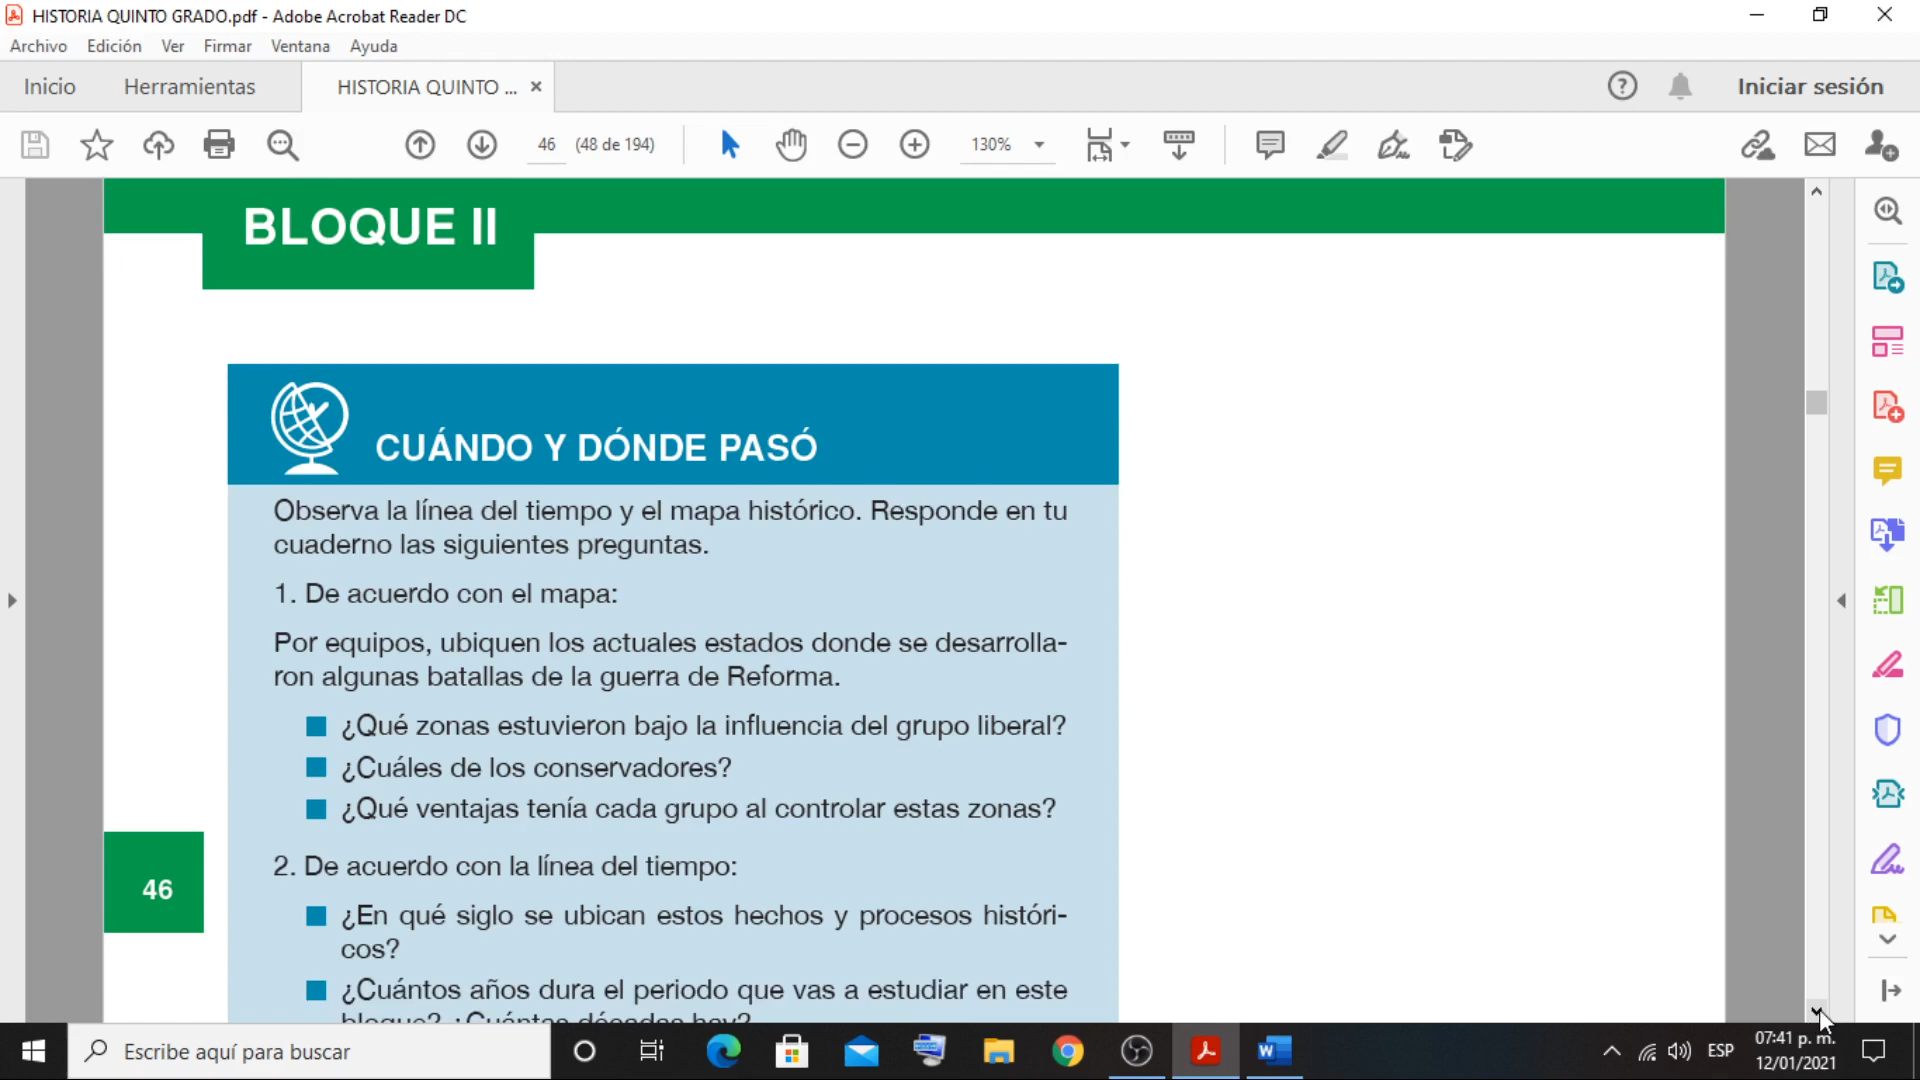 HISTORIA QUINTO GRADO.pdf - Adobe Acrobat Reader DC
Archivo Edición Ver Firmar Ventana Ayuda
Inicio Herramientas HISTORIA QUINTO ... Iniciar sesión
46 (48 de 194) 130%
BLOQUE II
CUÁNDO Y DÓNDE PASÓ
Observa la línea del tiempo y el mapa histórico. Responde en tu
cuaderno las siguientes preguntas.
1. De acuerdo con el mapa:
Por equipos, ubiquen los actuales estados donde se desarrolla-
ron algunas batallas de la guerra de Reforma.
¿Qué zonas estuvieron bajo la influencia del grupo liberal?
¿Cuáles de los conservadores?
¿Qué ventajas tenía cada grupo al controlar estas zonas?
2. De acuerdo con la línea del tiempo:
46
¿En qué siglo se ubican estos hechos y procesos históri-
cos?
¿Cuántos años dura el periodo que vas a estudiar en este
bloque? ¿Cuántas décadas hay?
Escribe aquí para buscar
ESP
07:41 p. m.
12/01/2021